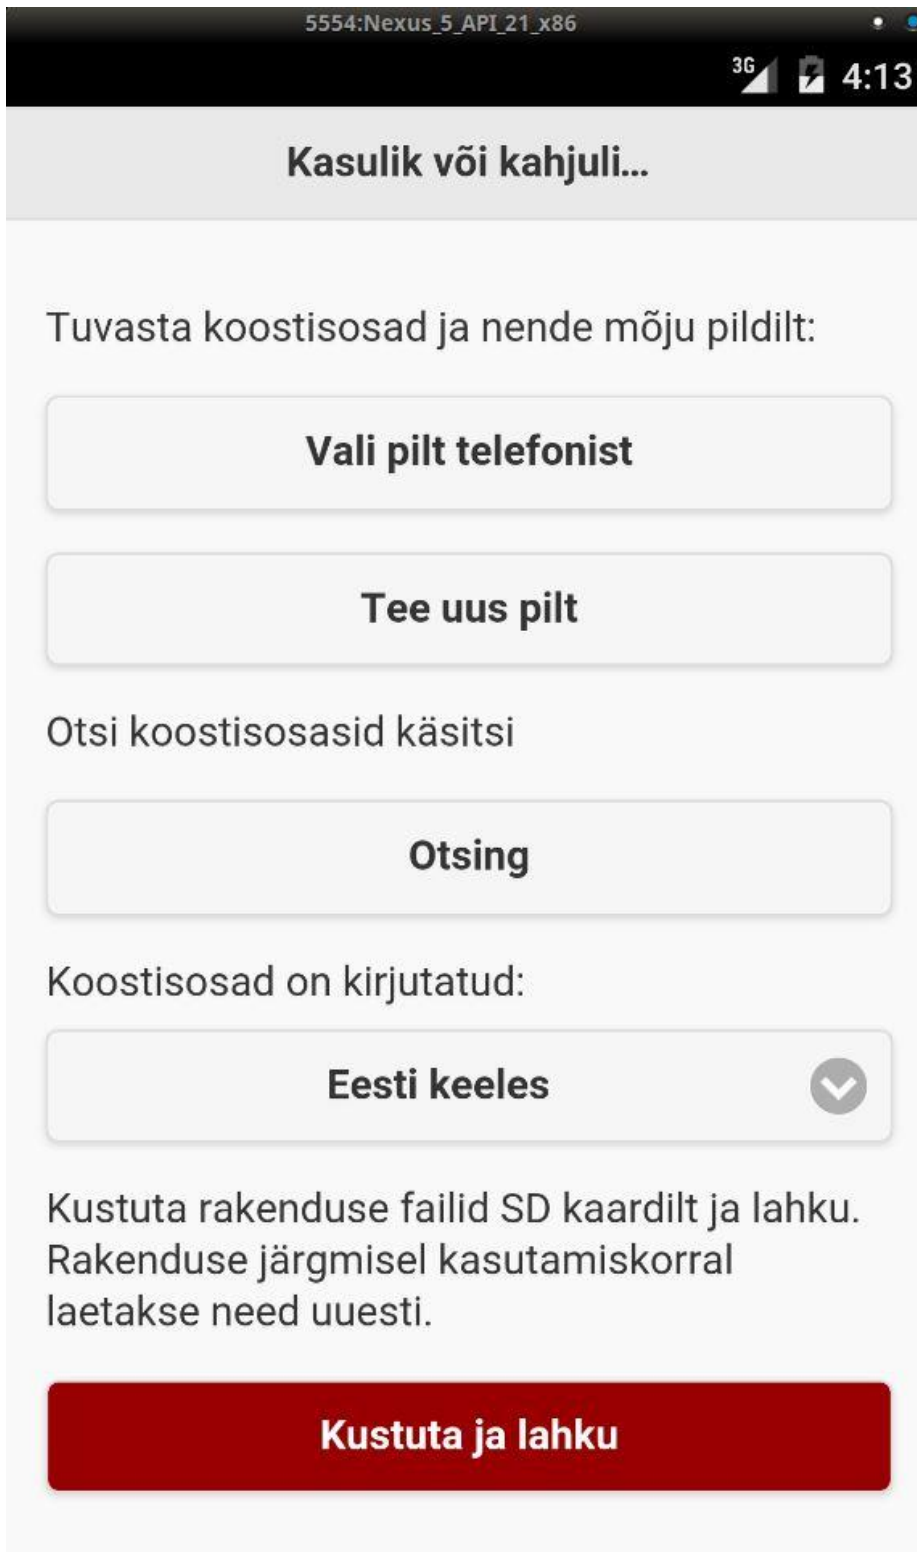 5554:Nexus_5_API_21_x86
3G 4:13
Kasulik või kahjuli...
Tuvasta koostisosad ja nende mõju pildilt:
Vali pilt telefonist
Tee uus pilt
Otsi koostisosasid käsitsi
Otsing
Koostisosad on kirjutatud:
Eesti keeles
Kustuta rakenduse failid SD kaardilt ja lahku.
Rakenduse järgmisel kasutamiskorral
laetakse need uuesti.
Kustuta ja lahku